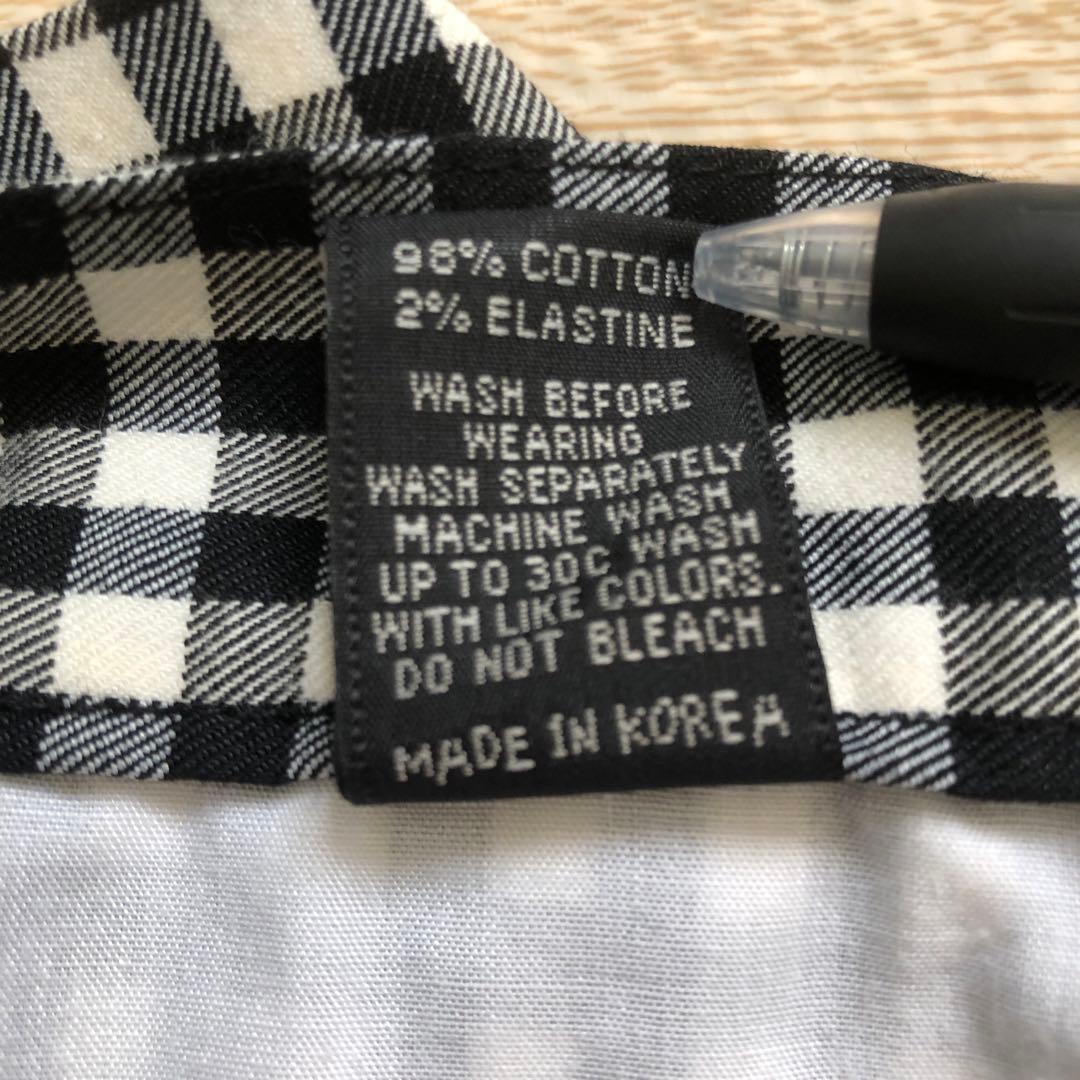 98% COTTON
2% ELASTINE
WASH BEFORE
WEARING
WASH SEPARATELY
MACHINE WASH
UP TO 30C WASH
WITH LIKE COLORS.
DO NOT BLEACH
MADE IN KOREA